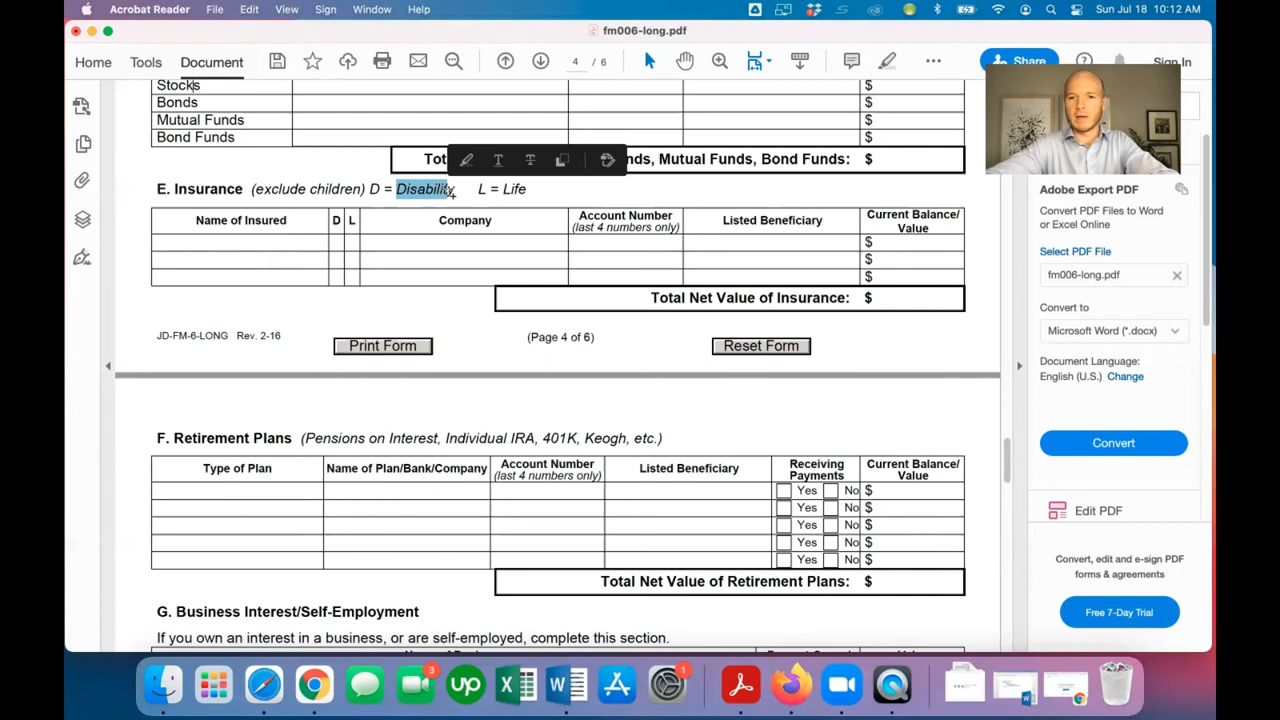 Acrobat Reader File Edit View Sign Window Help Sun Jul 18 10:12 AM
fm006-long.pdf
Home Tools Document 4 / 6 Share Sign In
Stocks $
Bonds $
Mutual Funds $
Bond Funds $
nds, Mutual Funds, Bond Funds: $
E. Insurance (exclude children) D = Disability L = Life
Name of Insured D L Company Account Number (last 4 numbers only) Listed Beneficiary Current Balance/ Value
$
$
$
Total Net Value of Insurance: $
JD-FM-6-LONG Rev. 2-16 (Page 4 of 6)
Print Form Reset Form
F. Retirement Plans (Pensions on Interest, Individual IRA, 401K, Keogh, etc.)
Type of Plan Name of Plan/Bank/Company Account Number (last 4 numbers only) Listed Beneficiary Receiving Payments Current Balance/ Value
Yes No $
Yes No $
Yes No $
Yes No $
Yes No $
Total Net Value of Retirement Plans: $
G. Business Interest/Self-Employment
If you own an interest in a business, or are self-employed, complete this section.
Adobe Export PDF
Convert PDF Files to Word
or Excel Online
Select PDF File
fm006-long.pdf
Convert to
Microsoft Word (*.docx)
Document Language:
English (U.S.) Change
Convert
Edit PDF
Convert, edit and e-sign PDF
forms & agreements
Free 7-Day Trial
3
up
1